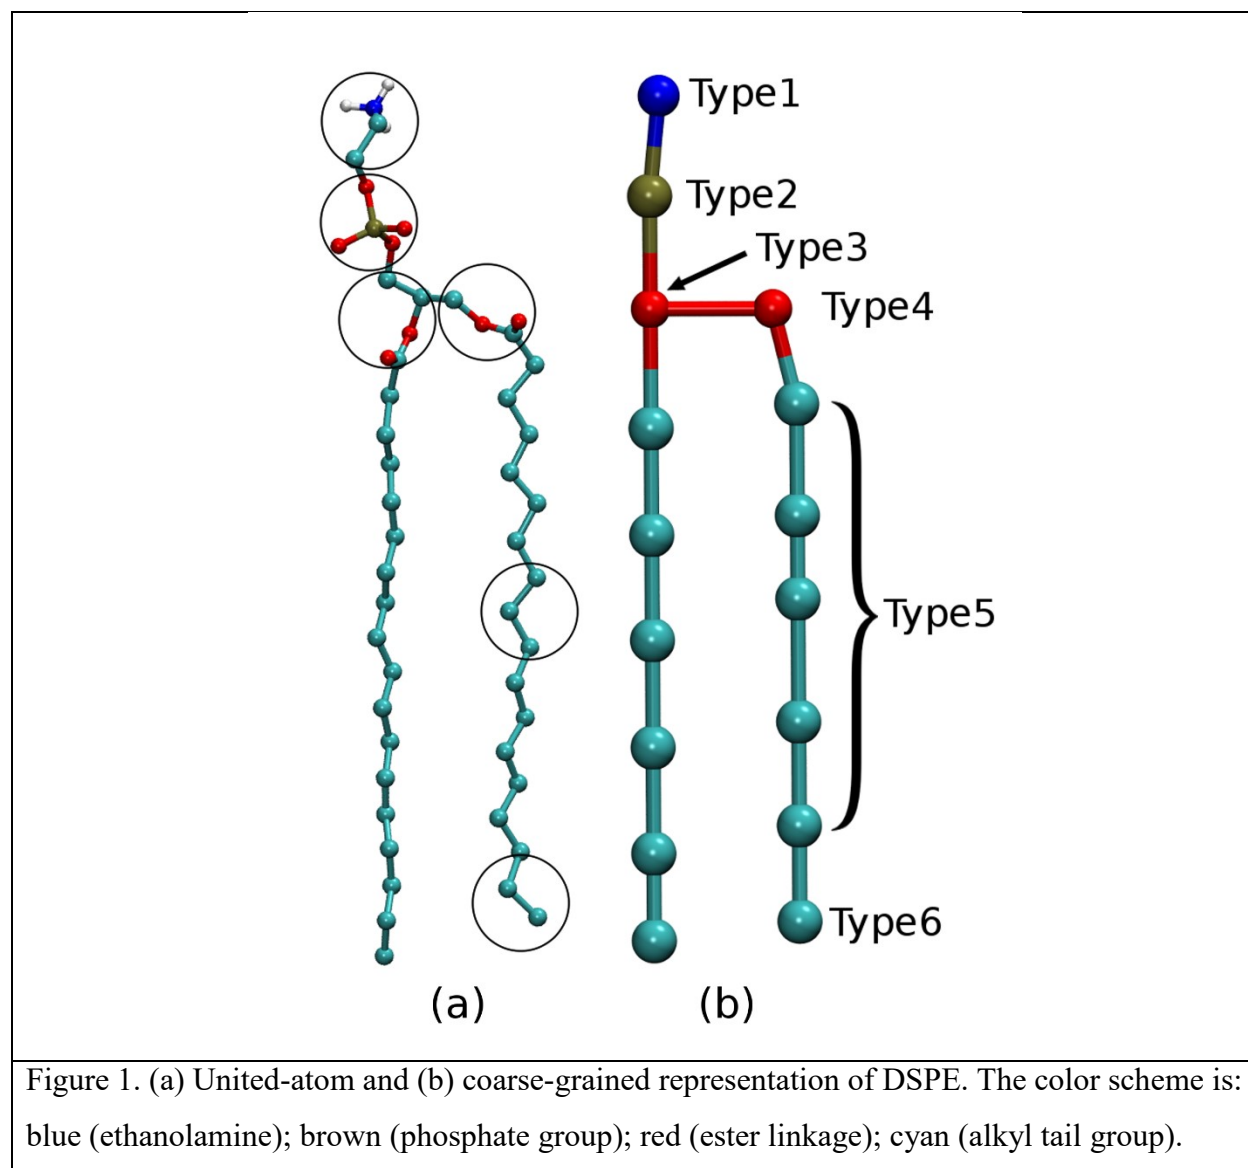 Type1
Type2
Type3
Type4
Type5
Type6
(a)
(b)
Figure 1. (a) United-atom and (b) coarse-grained representation of DSPE. The color scheme is:
blue (ethanolamine); brown (phosphate group); red (ester linkage); cyan (alkyl tail group).